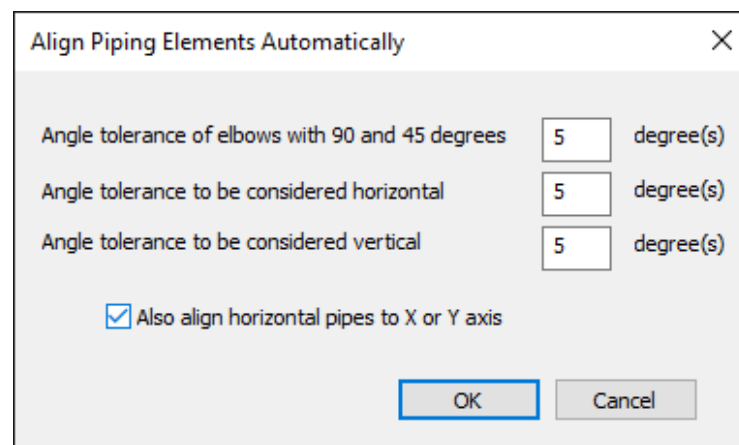 Align Piping Elements Automatically
Angle tolerance of elbows with 90 and 45 degrees 5 degree(s)
Angle tolerance to be considered horizontal 5 degree(s)
Angle tolerance to be considered vertical 5 degree(s)
Also align horizontal pipes to X or Y axis
OK Cancel